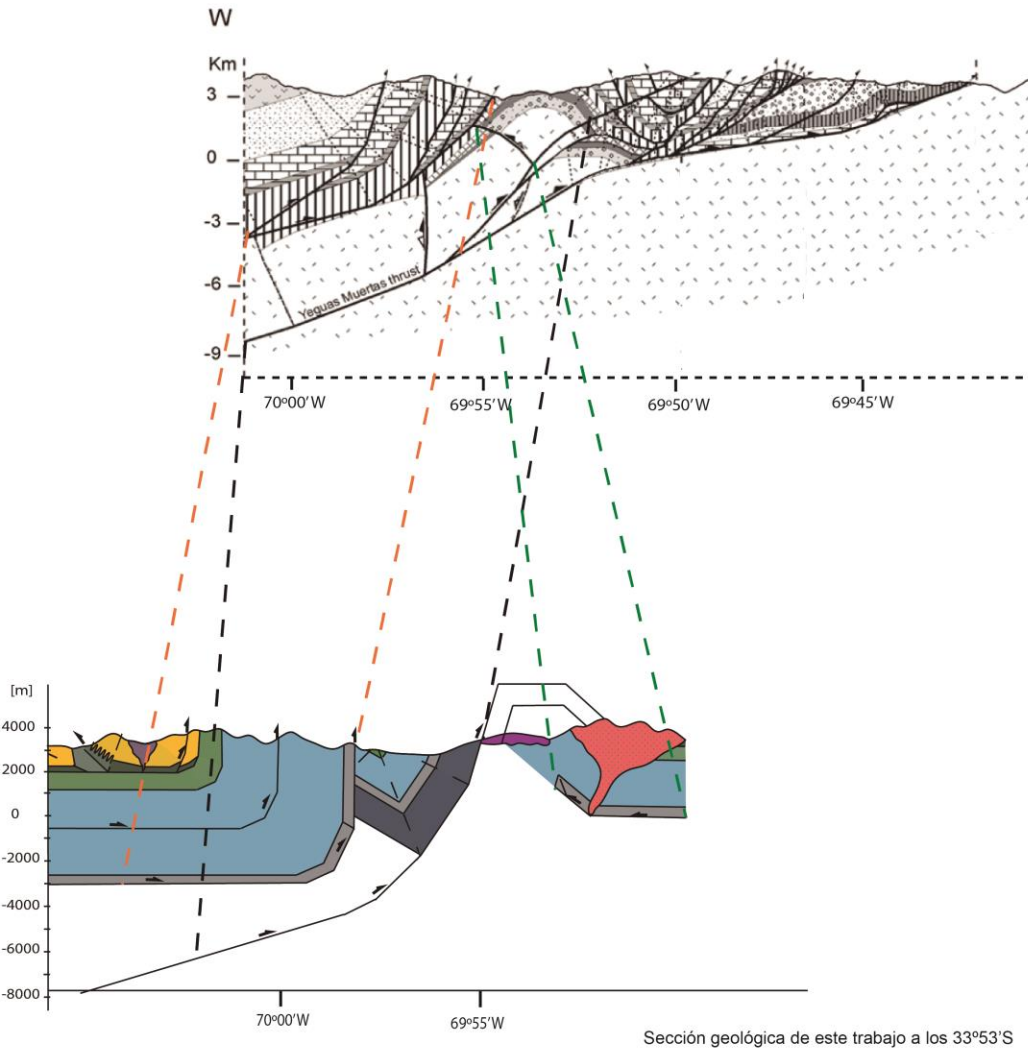 W
Km
3
0
-3
-6
-9
Yeguas Muertas thrust
70º00'W
69º55'W
69º50'W
69º45'W
[m]
4000
2000
0
-2000
-4000
-6000
-8000
70º00'W
69º55'W
Sección geológica de este trabajo a los 33º53'S